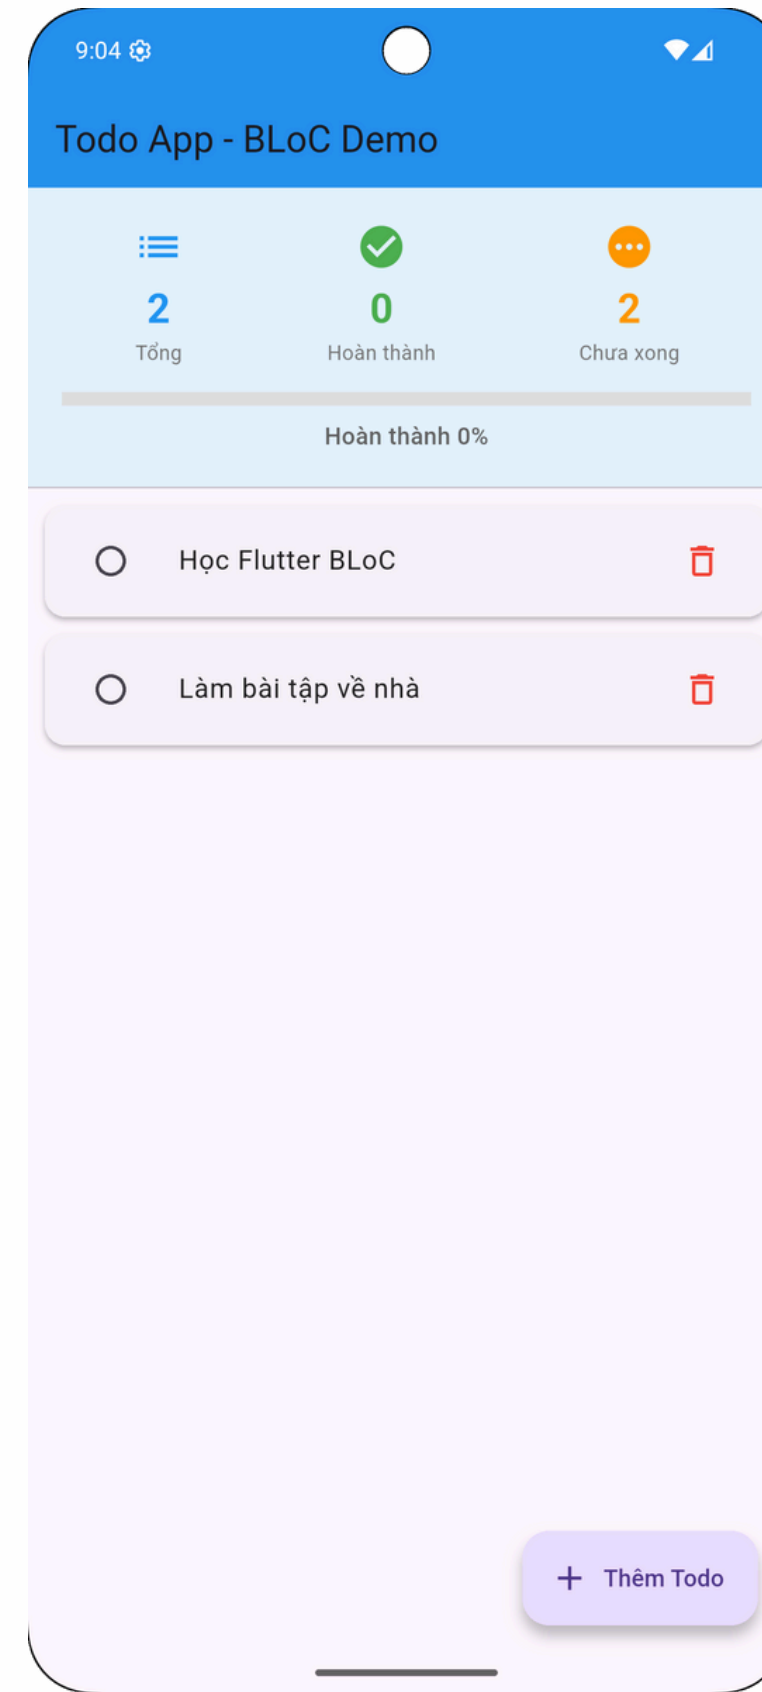 9:04
Todo App - BLoC Demo
2 0 2
Tổng Hoàn thành Chưa xong
Hoàn thành 0%
Học Flutter BLoC
Làm bài tập về nhà
+ Thêm Todo